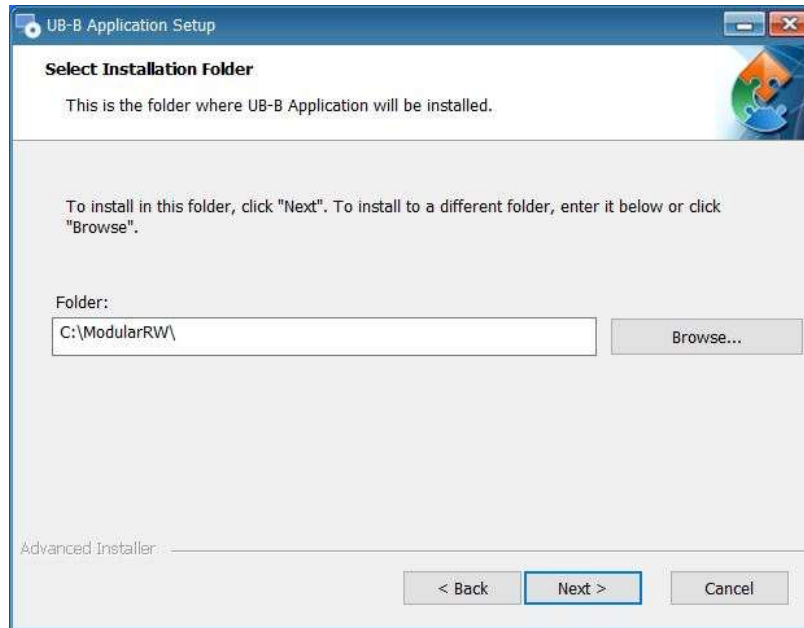 UB-B Application Setup
Select Installation Folder
This is the folder where UB-B Application will be installed.
To install in this folder, click "Next". To install to a different folder, enter it below or click
"Browse".
Folder:
C:\ModularRW\
Browse...
Advanced Installer
< Back
Next >
Cancel